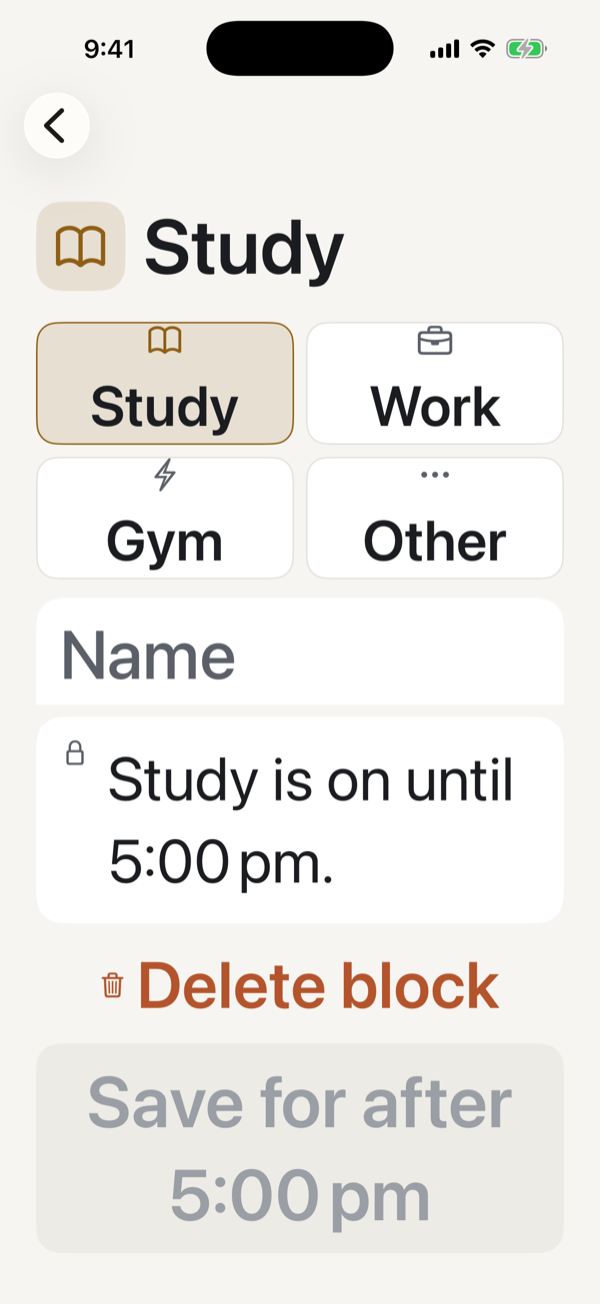 9:41
Study
Study
Work
Gym
Other
Name
Study is on until
5:00 pm.
Delete block
Save for after
5:00 pm